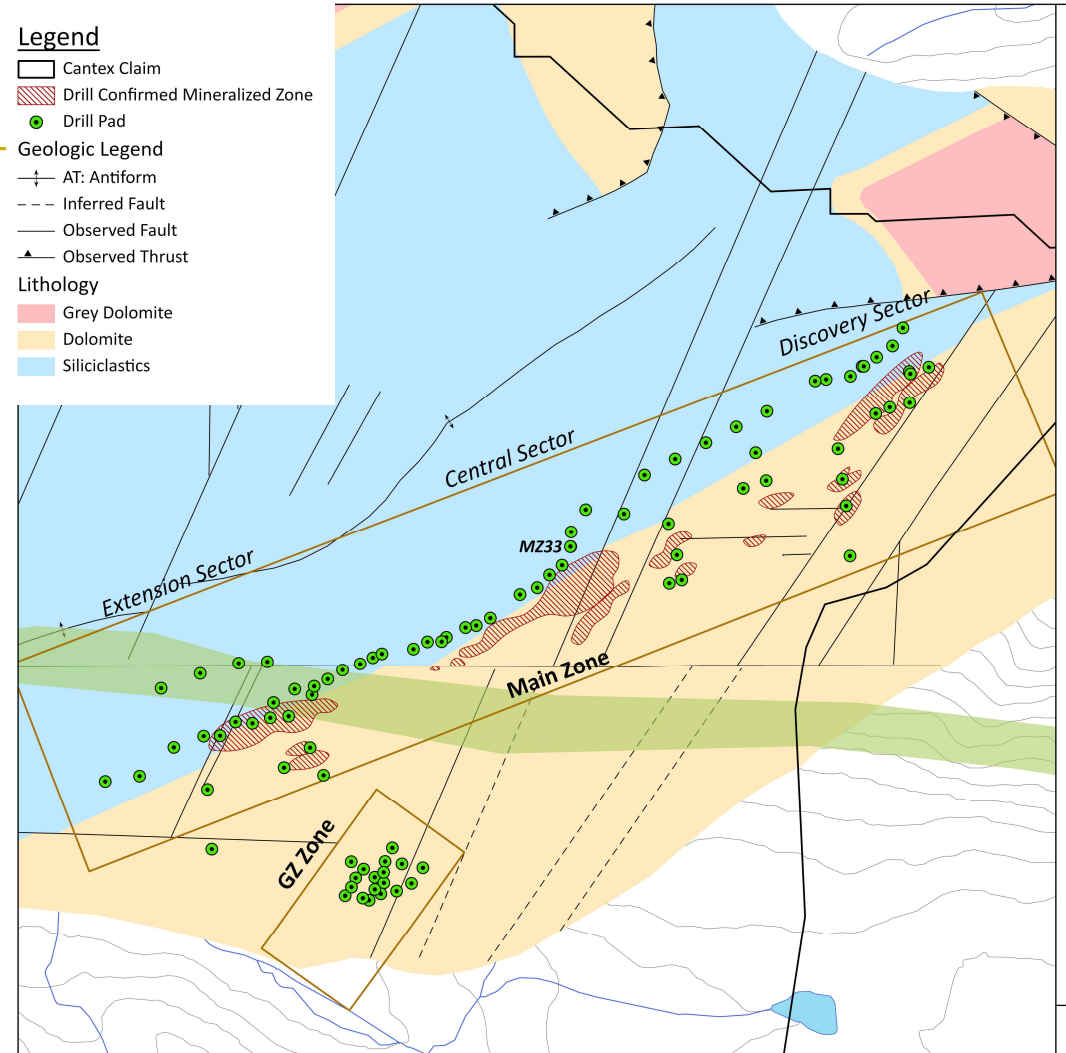 Legend
Cantex Claim
Drill Confirmed Mineralized Zone
Drill Pad
Geologic Legend
AT: Antiform
Inferred Fault
Observed Fault
Observed Thrust
Lithology
Grey Dolomite
Dolomite
Siliciclastics
Discovery Sector
Central Sector
MZ33
Extension Sector
Main Zone
GZ Zone